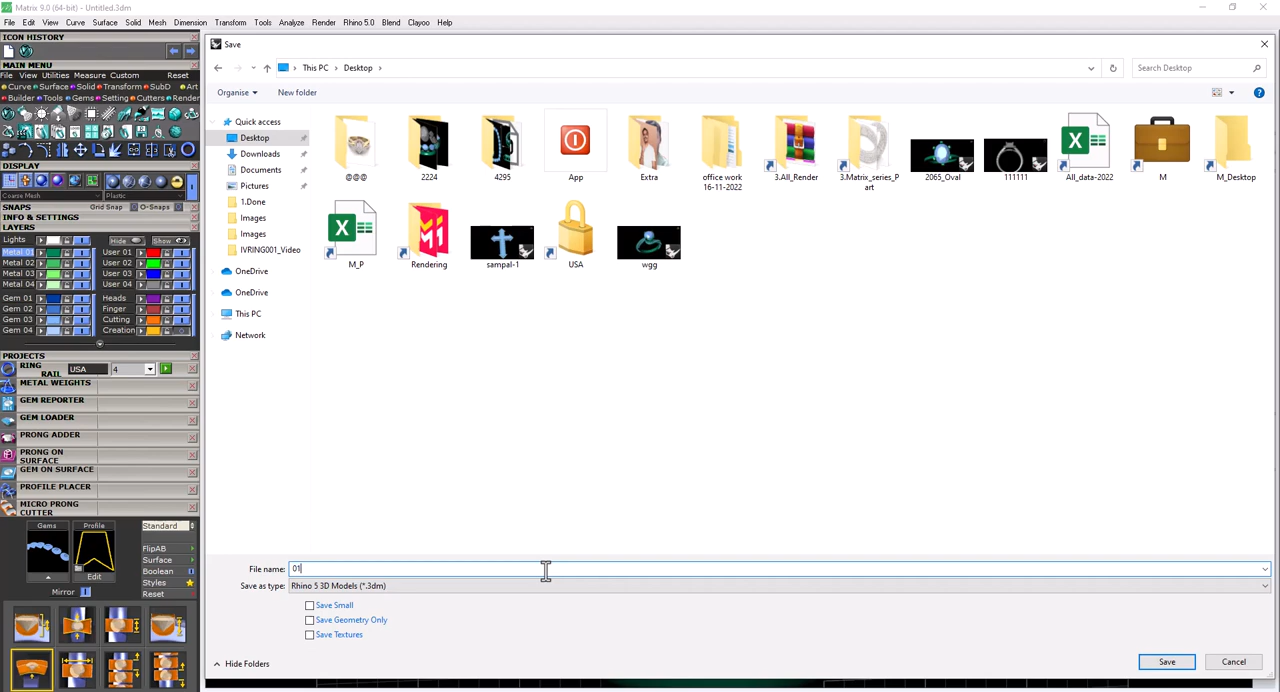 Matrix 9.0 (64-bit) - Untitled.3dm
File Edit View Curve Surface Solid Mesh Dimension Transform Tools Analyze Render Rhino 5.0 Blend Clayoo Help
ICON HISTORY
MAIN MENU
File View Utilities Measure Custom Reset
Curve Surface Solid Transform SubD Art
Builder Tools Gems Setting Cutters Render
DISPLAY
Coarse Mesh Plastic
SNAPS Grid Snap O-Snaps
INFO & SETTINGS
LAYERS
Lights Hide Show
Metal 01 User 01
Metal 02 User 02
Metal 03 User 03
Metal 04 User 04
Gem 01 Heads
Gem 02 Finger
Gem 03 Cutting
Gem 04 Creation
PROJECTS
RING RAIL USA 4
METAL WEIGHTS
GEM REPORTER
GEM LOADER
PRONG ADDER
PRONG ON SURFACE
GEM ON SURFACE
PROFILE PLACER
MICRO PRONG CUTTER
Gems Profile Standard
FlipAB
Surface
Boolean
Styles
Edit
Mirror Reset
Save
This PC Desktop
Search Desktop
Organise New folder
Quick access
Desktop
Downloads
Documents
Pictures
1.Done
Images
Images
IVRING001_Video
OneDrive
OneDrive
This PC
Network
@@@ 2224 4295 App Extra office work 16-11-2022 3.All_Render 3.Matrix_series_Part 2065_Oval 111111 All_data-2022 M M_Desktop
M_P Rendering sampal-1 USA wgg
File name: 01
Save as type: Rhino 5 3D Models (*.3dm)
Save Small
Save Geometry Only
Save Textures
Hide Folders
Save Cancel